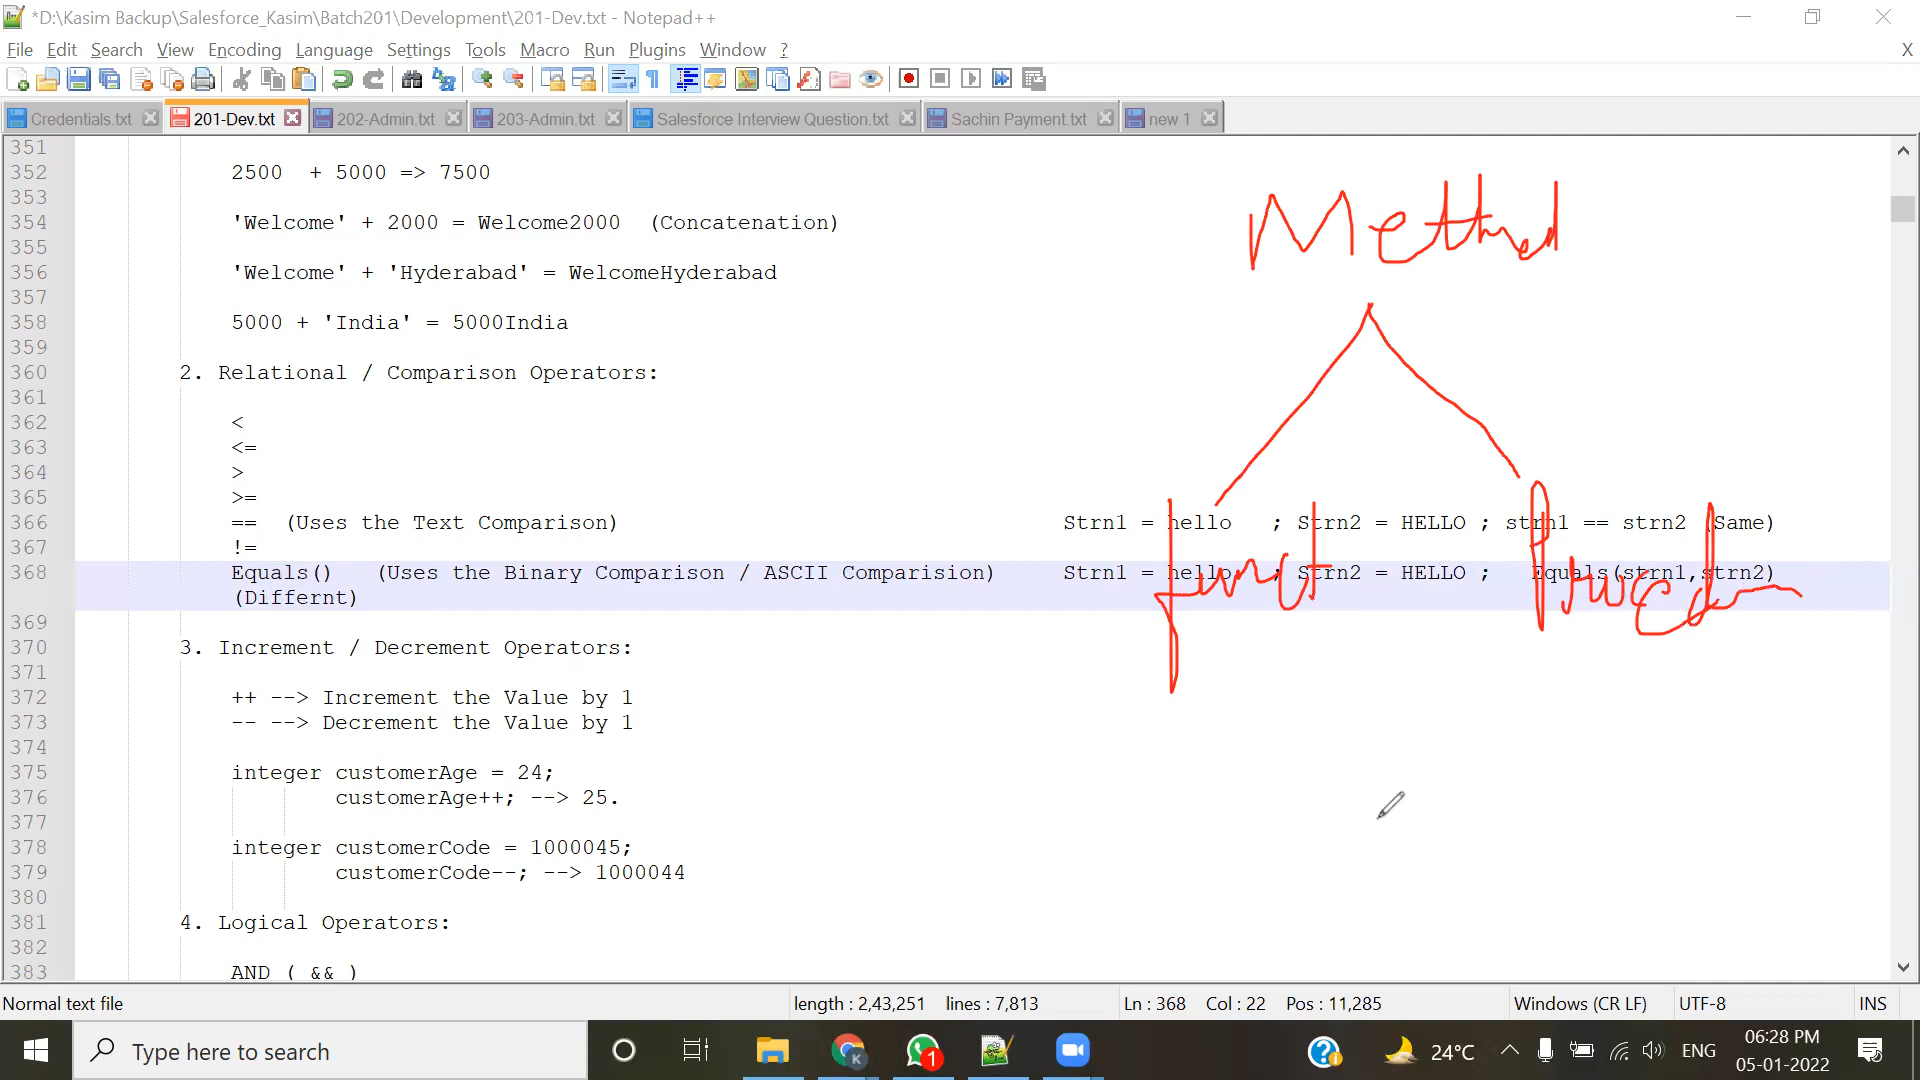 *D:\Kasim Backup\Salesforce_Kasim\Batch201\Development\201-Dev.txt - Notepad++
File Edit Search View Encoding Language Settings Tools Macro Run Plugins Window ? X
Credentials.txt 201-Dev.txt 202-Admin.txt 203-Admin.txt Salesforce Interview Question.txt Sachin Payment.txt new 1
351
352 2500 + 5000 => 7500
353
354 'Welcome' + 2000 = Welcome2000 (Concatenation)
355
356 'Welcome' + 'Hyderabad' = WelcomeHyderabad
357
358 5000 + 'India' = 5000India
359
360 2. Relational / Comparison Operators:
361
362 <
363 <=
364 >
365 >=
366 == (Uses the Text Comparison) Strn1 = hello ; Strn2 = HELLO ; strn1 == strn2 (Same)
367 !=
368 Equals() (Uses the Binary Comparison / ASCII Comparision) Strn1 = hello ; Strn2 = HELLO ; Equals(strn1,strn2)
(Differnt)
369
370 3. Increment / Decrement Operators:
371
372 ++ --> Increment the Value by 1
373 -- --> Decrement the Value by 1
374
375 integer customerAge = 24;
376 customerAge++; --> 25.
377
378 integer customerCode = 1000045;
379 customerCode--; --> 1000044
380
381 4. Logical Operators:
382
383 AND ( && )
Method
funct
Normal text file length : 2,43,251 lines : 7,813 Ln : 368 Col : 22 Pos : 11,285 Windows (CR LF) UTF-8 INS
Type here to search 1 24°C ENG 06:28 PM
05-01-2022